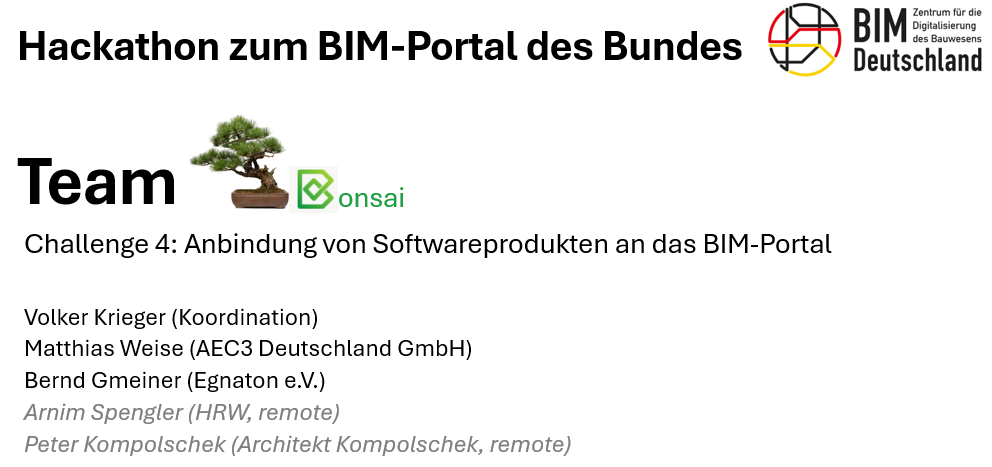 Hackathon zum BIM-Portal des Bundes
BIM Deutschland
Zentrum für die
Digitalisierung
des Bauwesens
Team Bonsai
Challenge 4: Anbindung von Softwareprodukten an das BIM-Portal
Volker Krieger (Koordination)
Matthias Weise (AEC3 Deutschland GmbH)
Bernd Gmeiner (Egnaton e.V.)
Arnim Spengler (HRW, remote)
Peter Kompolschek (Architekt Kompolschek, remote)